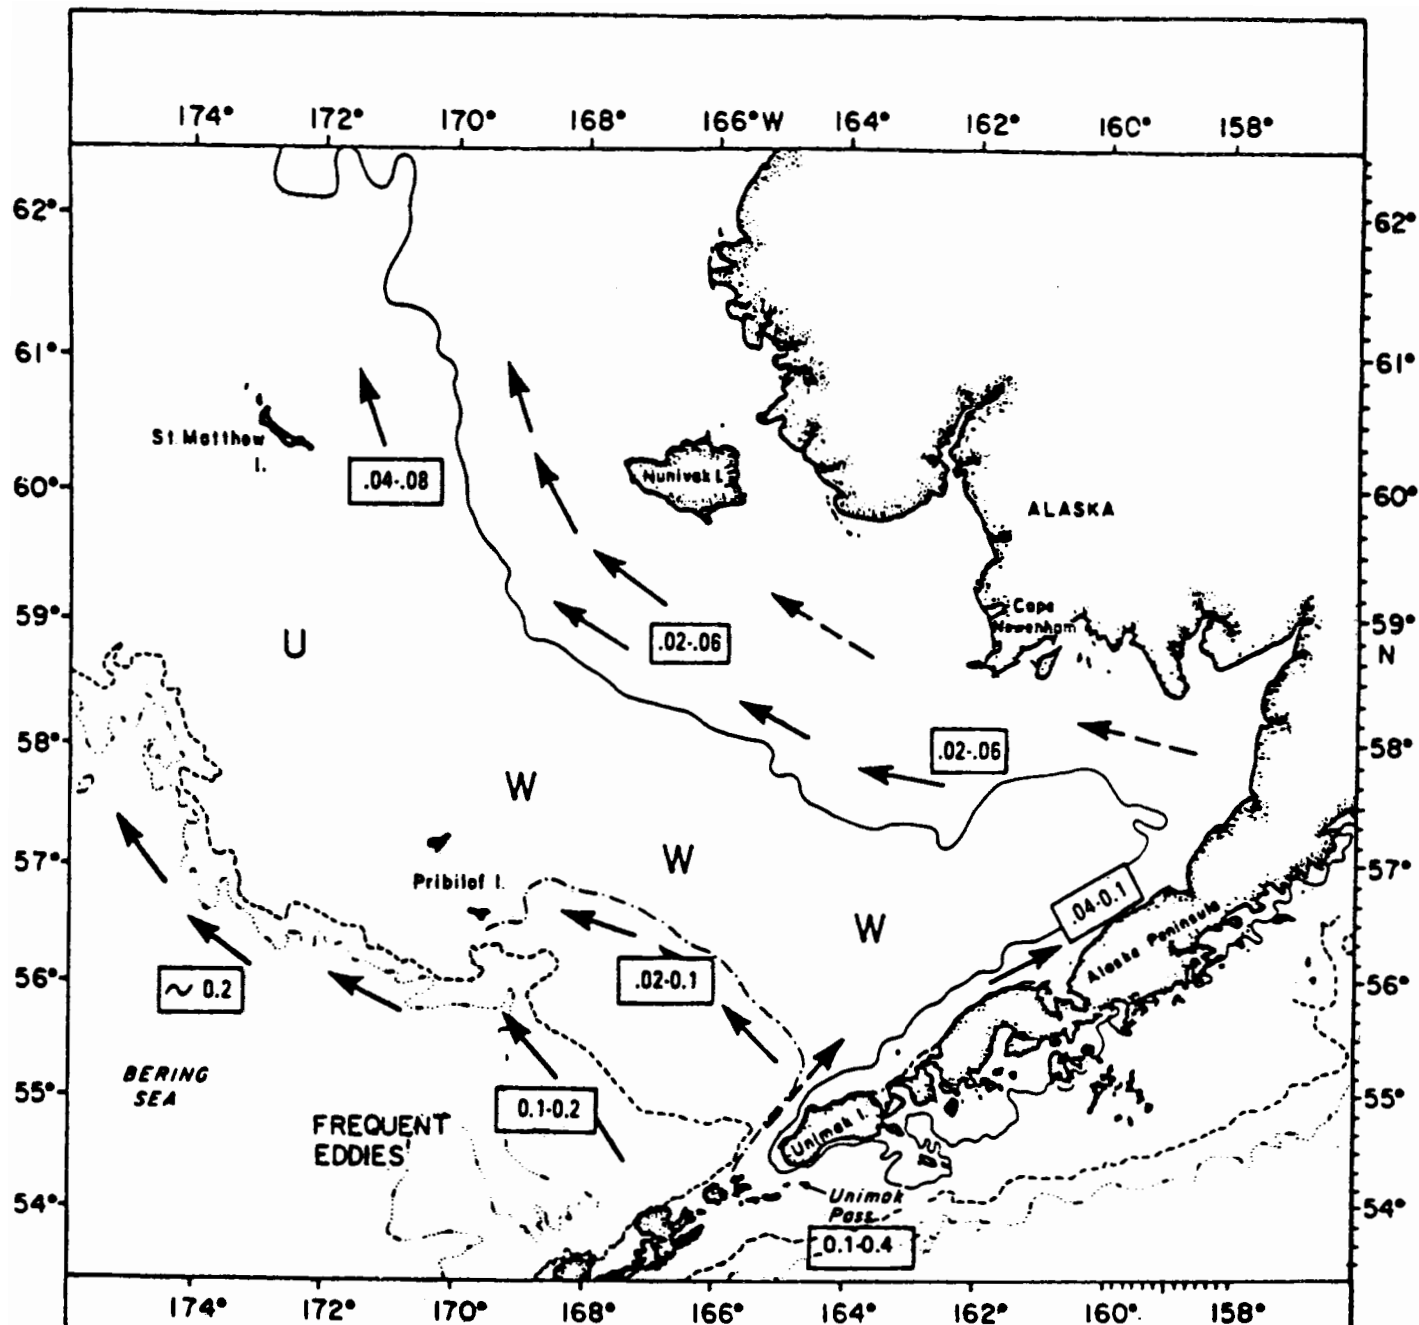 174° 172° 170° 168° 166°W 164° 162° 160° 158°
62° 62°
61° 61°
St. Matthew
I.
.04-.08
Nunivak I.
60° 60°
ALASKA
59° 59°
N
Cape
Newenham
.02-.06
U
58° 58°
.02-.06
W
W
57° 57°
Pribilof I.
.04-0.1
W
Alaska Peninsula
56° 56°
~ 0.2
.02-0.1
BERING
SEA
55° 55°
0.1-0.2
FREQUENT
EDDIES
Unimak I.
54° 54°
Unimak
Pass
0.1-0.4
174° 172° 170° 168° 166° 164° 162° 160° 158°